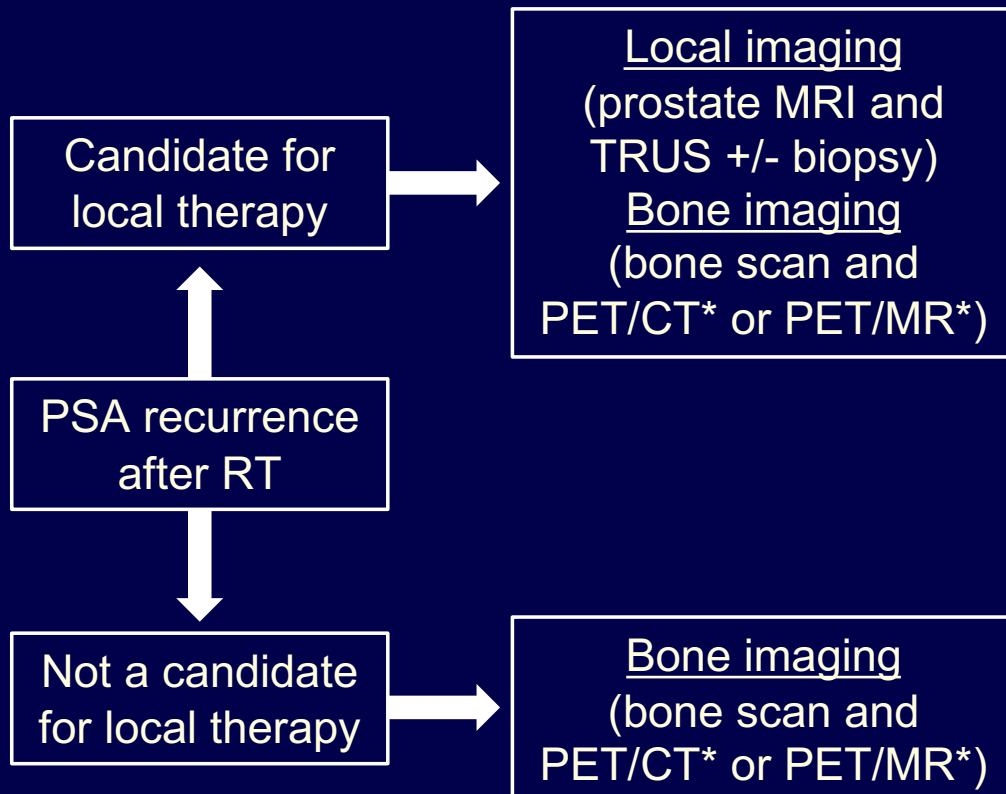 Candidate for
local therapy
Local imaging
(prostate MRI and
TRUS +/- biopsy)
Bone imaging
(bone scan and
PET/CT* or PET/MR*)
PSA recurrence
after RT
Not a candidate
for local therapy
Bone imaging
(bone scan and
PET/CT* or PET/MR*)